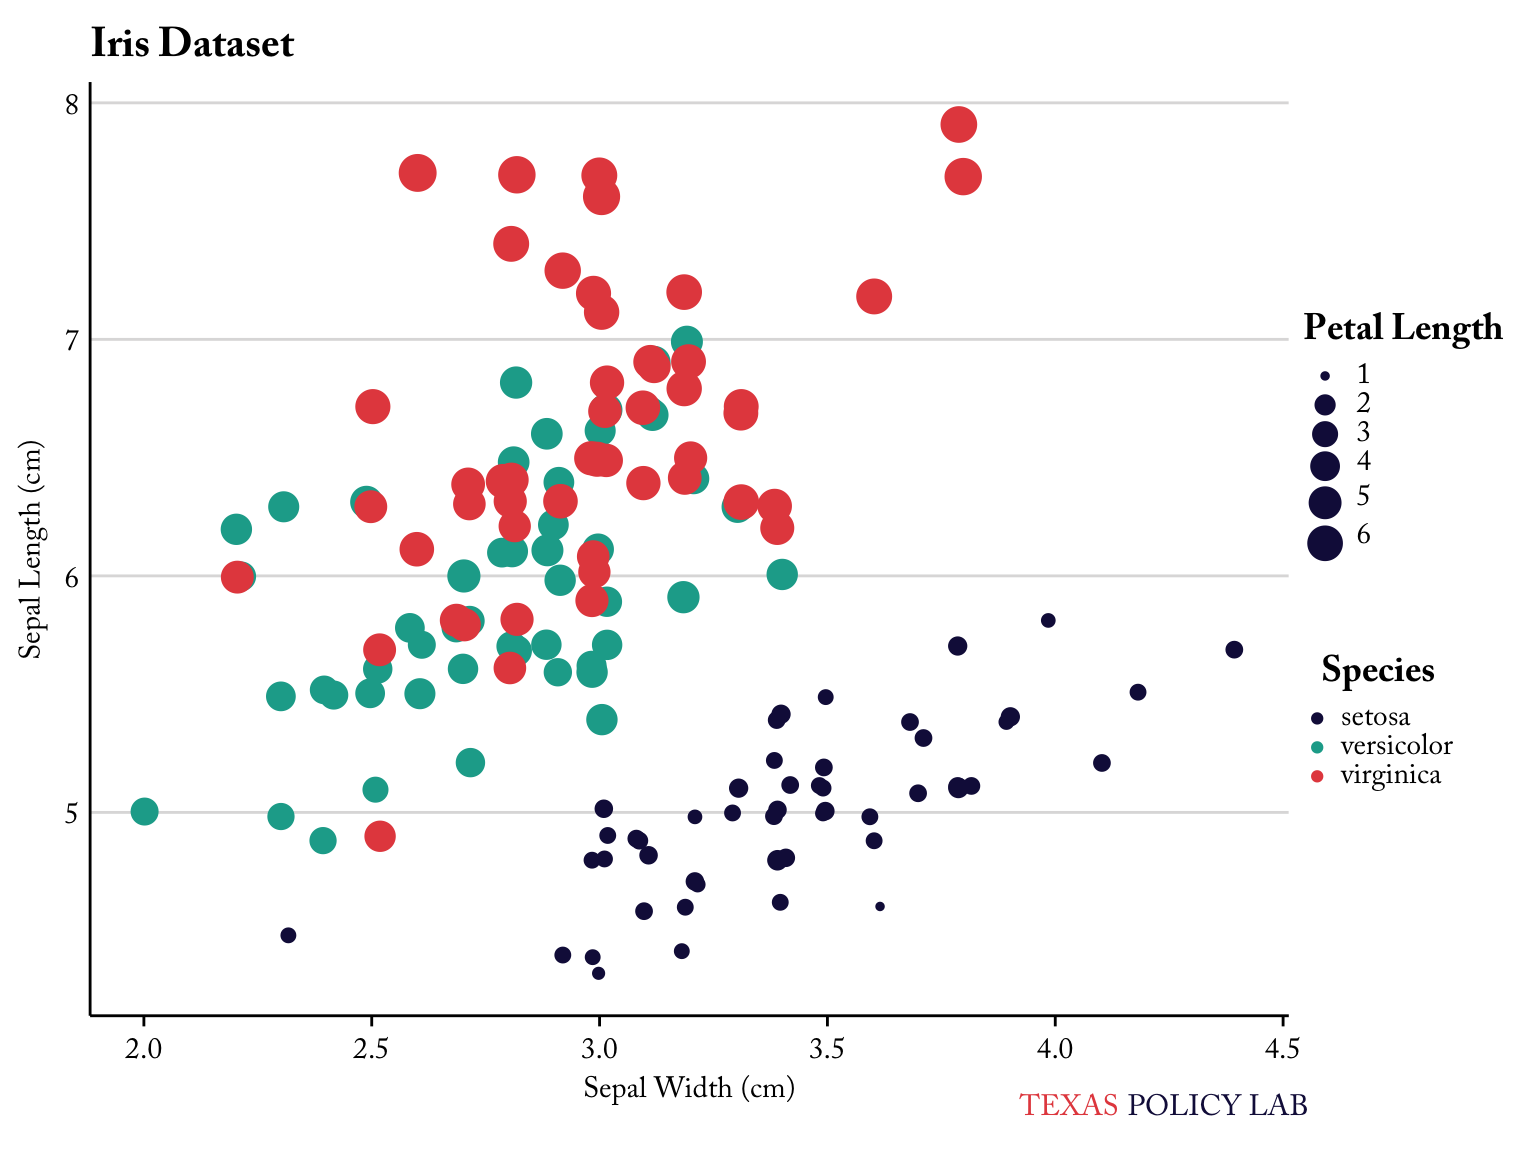 Iris Dataset
8
7
6
5
Sepal Length (cm)
2.0 2.5 3.0 3.5 4.0 4.5
Sepal Width (cm)
Petal Length
1
2
3
4
5
6
Species
setosa
versicolor
virginica
TEXAS POLICY LAB